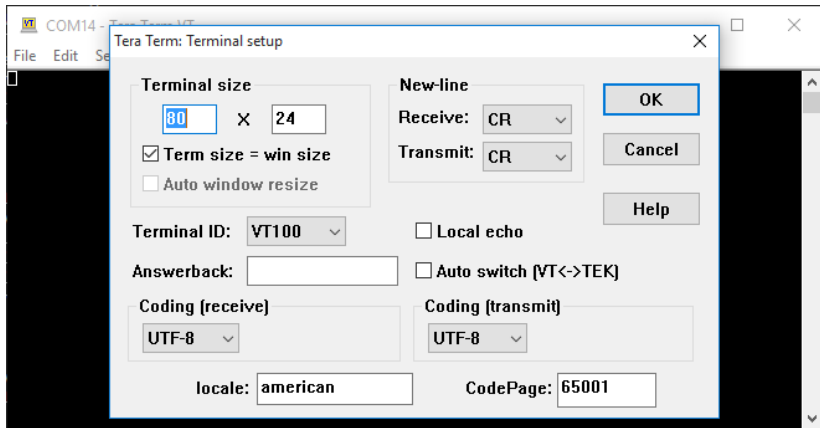 VT COM14 - Tera Term VT
File Edit Se
Tera Term: Terminal setup
Terminal size
80 X 24
Term size = win size
Auto window resize
New-line
Receive: CR
Transmit: CR
OK
Cancel
Help
Terminal ID: VT100
Local echo
Answerback:
Auto switch (VT<->TEK)
Coding (receive)
UTF-8
Coding (transmit)
UTF-8
locale: american
CodePage: 65001